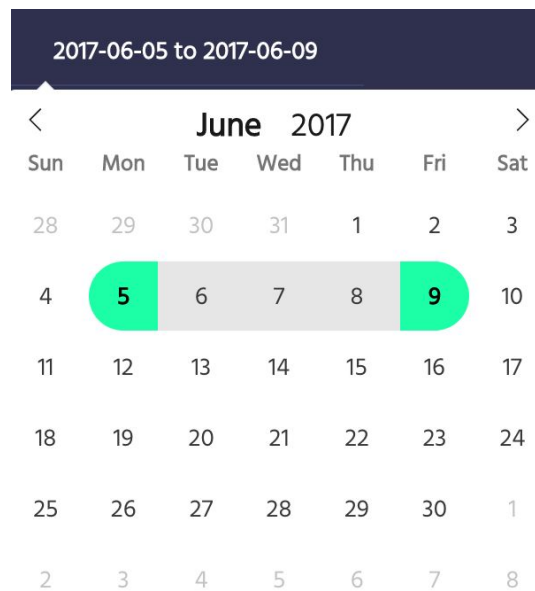 2017-06-05 to 2017-06-09
June 2017
Sun Mon Tue Wed Thu Fri Sat
28 29 30 31 1 2 3
4 5 6 7 8 9 10
11 12 13 14 15 16 17
18 19 20 21 22 23 24
25 26 27 28 29 30 1
2 3 4 5 6 7 8